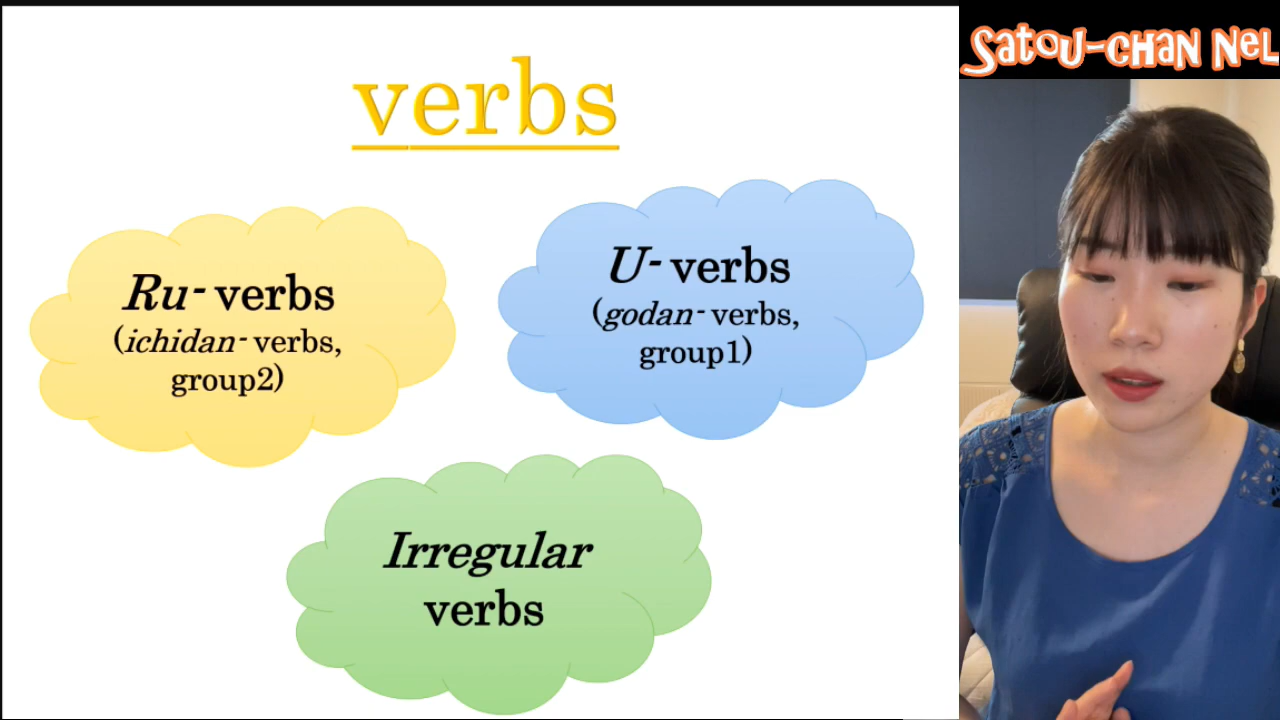 verbs
Ru- verbs
(ichidan- verbs,
group2)
U- verbs
(godan- verbs,
group1)
Irregular
verbs
Satou-chan Nel